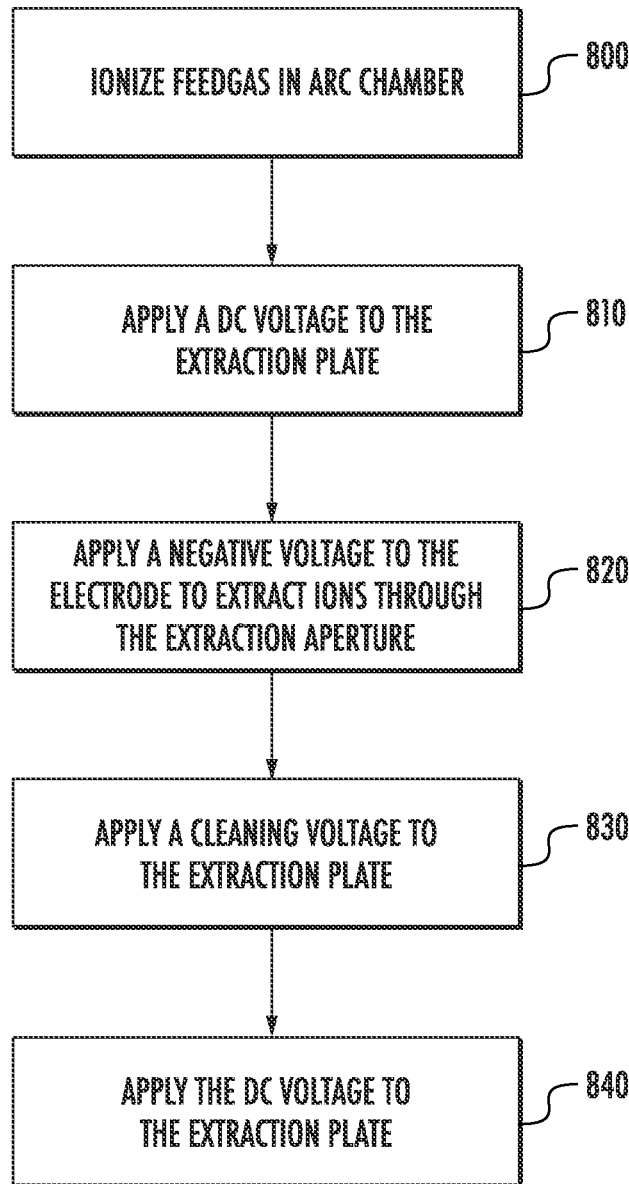 IONIZE FEEDGAS IN ARC CHAMBER
800
APPLY A DC VOLTAGE TO THE
EXTRACTION PLATE
810
APPLY A NEGATIVE VOLTAGE TO THE
ELECTRODE TO EXTRACT IONS THROUGH
THE EXTRACTION APERTURE
820
APPLY A CLEANING VOLTAGE TO
THE EXTRACTION PLATE
830
APPLY THE DC VOLTAGE TO
THE EXTRACTION PLATE
840